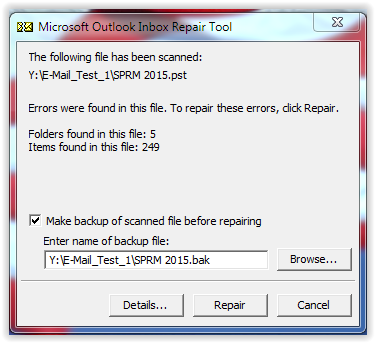 Microsoft Outlook Inbox Repair Tool
The following file has been scanned:
Y:\E-Mail_Test_1\SPRM 2015.pst
Errors were found in this file. To repair these errors, click Repair.
Folders found in this file: 5
Items found in this file: 249
Make backup of scanned file before repairing
Enter name of backup file:
Y:\E-Mail_Test_1\SPRM 2015.bak
Browse...
Details...
Repair
Cancel